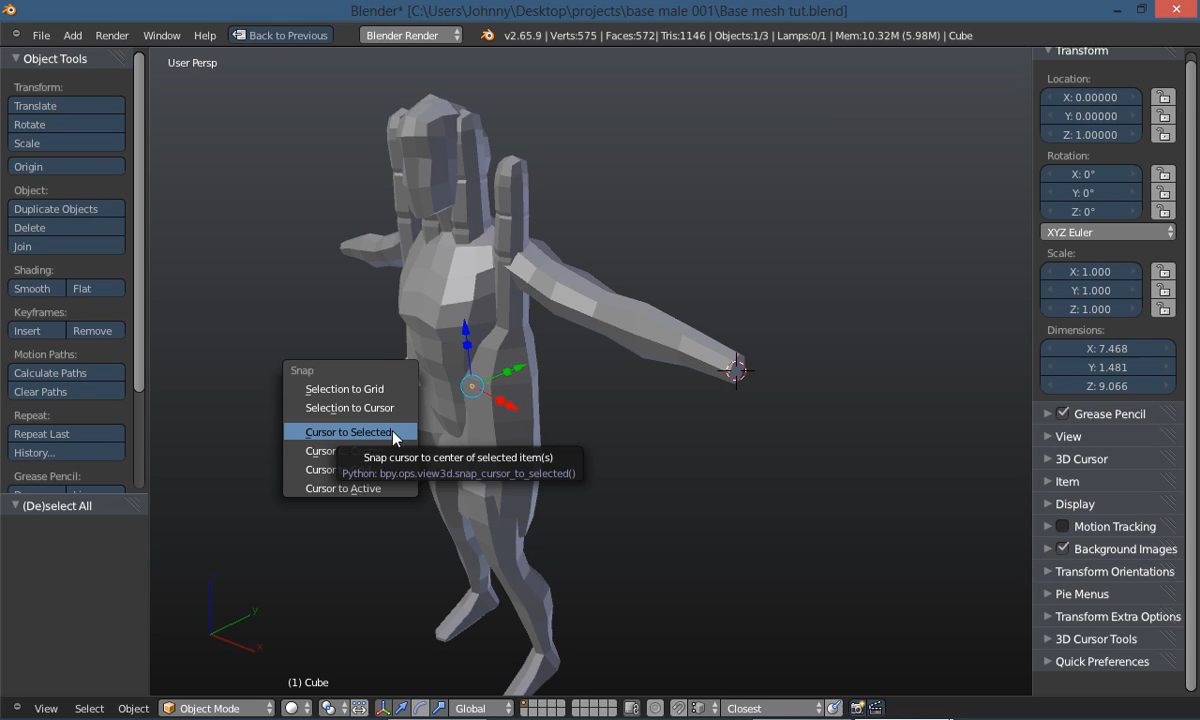 Blender* [C:\Users\Johnny\Desktop\projects\base male 001\Base mesh tut.blend]
File Add Render Window Help Back to Previous Blender Render v2.65.9 | Verts:575 | Faces:572| Tris:1146 | Objects:1/3 | Lamps:0/1 | Mem:10.32M (5.98M) | Cube
Object Tools
Transform:
Translate
Rotate
Scale
Origin
Object:
Duplicate Objects
Delete
Join
Shading:
Smooth Flat
Keyframes:
Insert Remove
Motion Paths:
Calculate Paths
Clear Paths
Repeat:
Repeat Last
History...
Grease Pencil:
(De)select All
User Persp
Snap
Selection to Grid
Selection to Cursor
Cursor to Selected
Cursor
Snap cursor to center of selected item(s)
Cursor
Python: bpy.ops.view3d.snap_cursor_to_selected()
Cursor to Active
y
x
(1) Cube
Transform
Location:
X: 0.00000
Y: 0.00000
Z: 1.00000
Rotation:
X: 0°
Y: 0°
Z: 0°
XYZ Euler
Scale:
X: 1.000
Y: 1.000
Z: 1.000
Dimensions:
X: 7.468
Y: 1.481
Z: 9.066
Grease Pencil
View
3D Cursor
Item
Display
Motion Tracking
Background Images
Transform Orientations
Pie Menus
Transform Extra Options
3D Cursor Tools
Quick Preferences
View Select Object Object Mode Global Closest